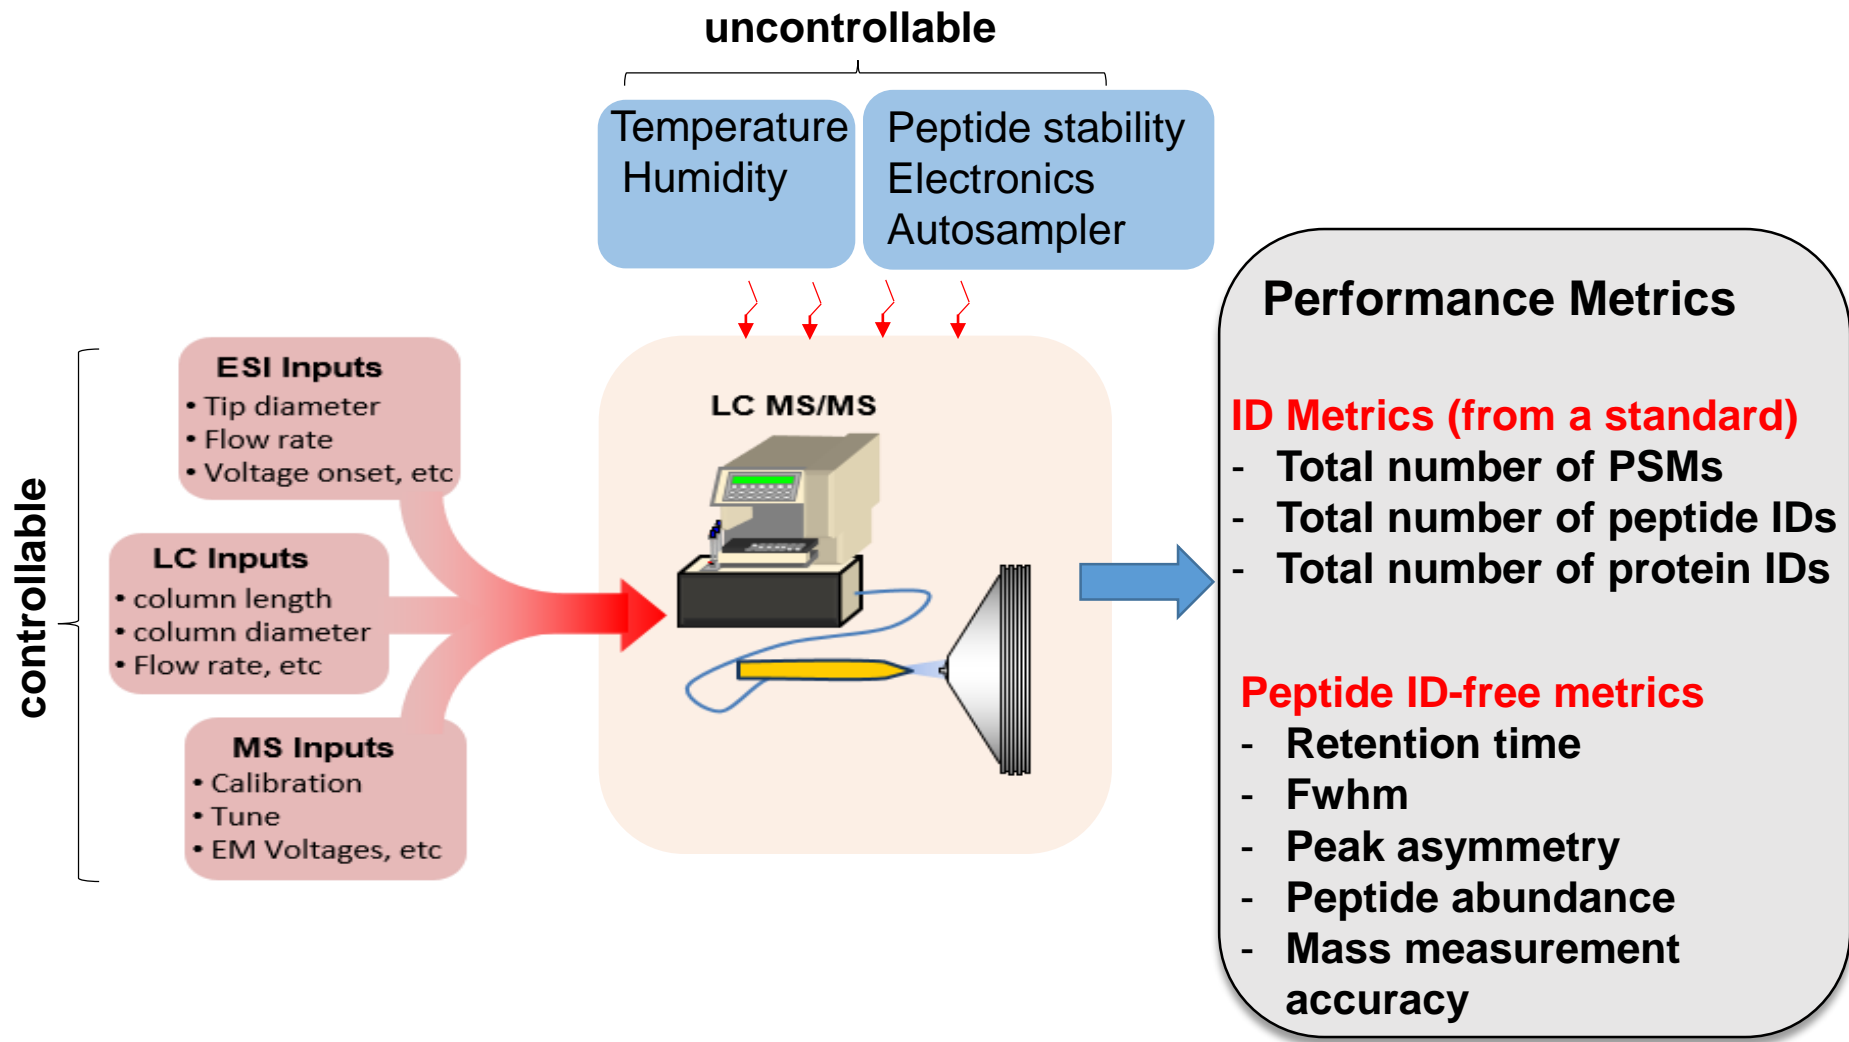 uncontrollable
Temperature
Humidity
Peptide stability
Electronics
Autosampler
controllable
ESI Inputs
• Tip diameter
• Flow rate
• Voltage onset, etc
LC Inputs
• column length
• column diameter
• Flow rate, etc
MS Inputs
• Calibration
• Tune
• EM Voltages, etc
LC MS/MS
Performance Metrics
ID Metrics (from a standard)
- Total number of PSMs
- Total number of peptide IDs
- Total number of protein IDs
Peptide ID-free metrics
- Retention time
- Fwhm
- Peak asymmetry
- Peptide abundance
- Mass measurement
accuracy